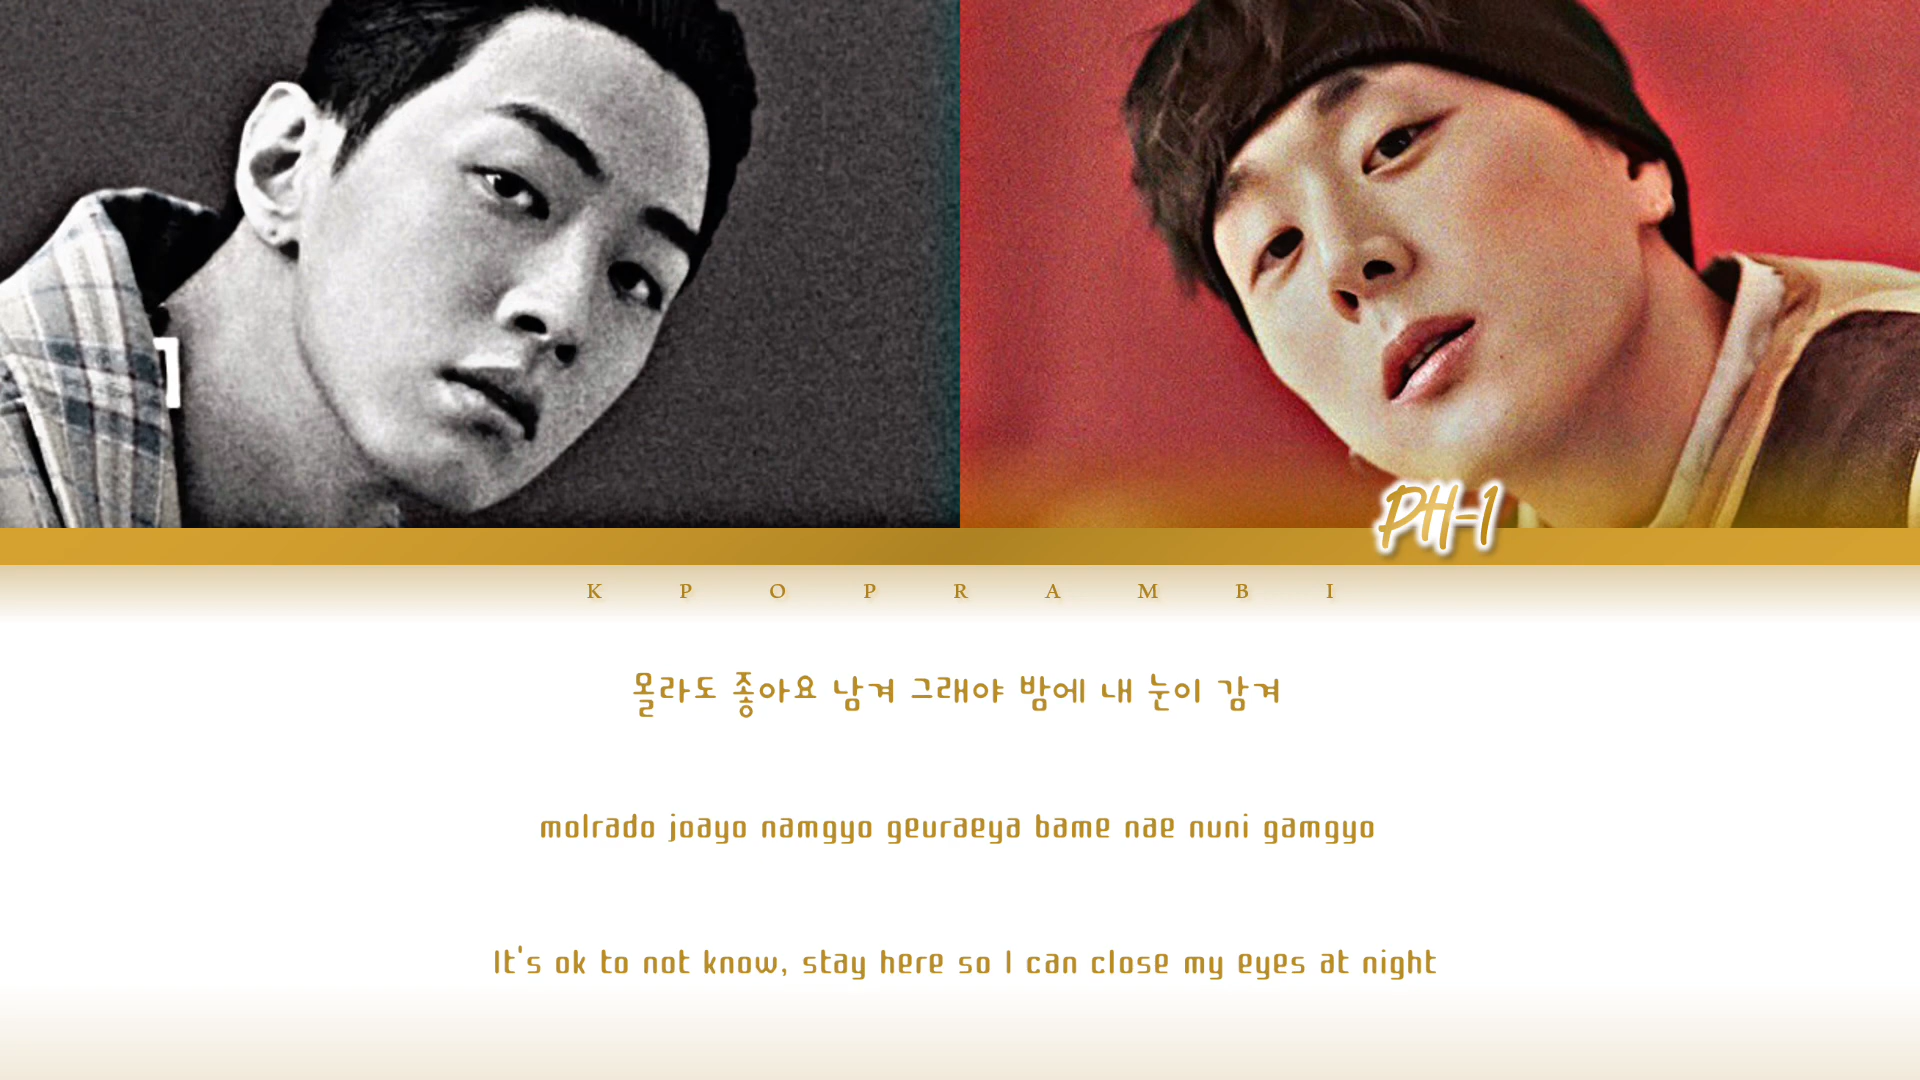 PH-1
K P O P R A M B I
몰라도 좋아요 남겨 그래야 밤에 내 눈이 감겨
molrado joayo namgyo geuraeya bame nae nuni gamgyo
It's ok to not know, stay here so I can close my eyes at night